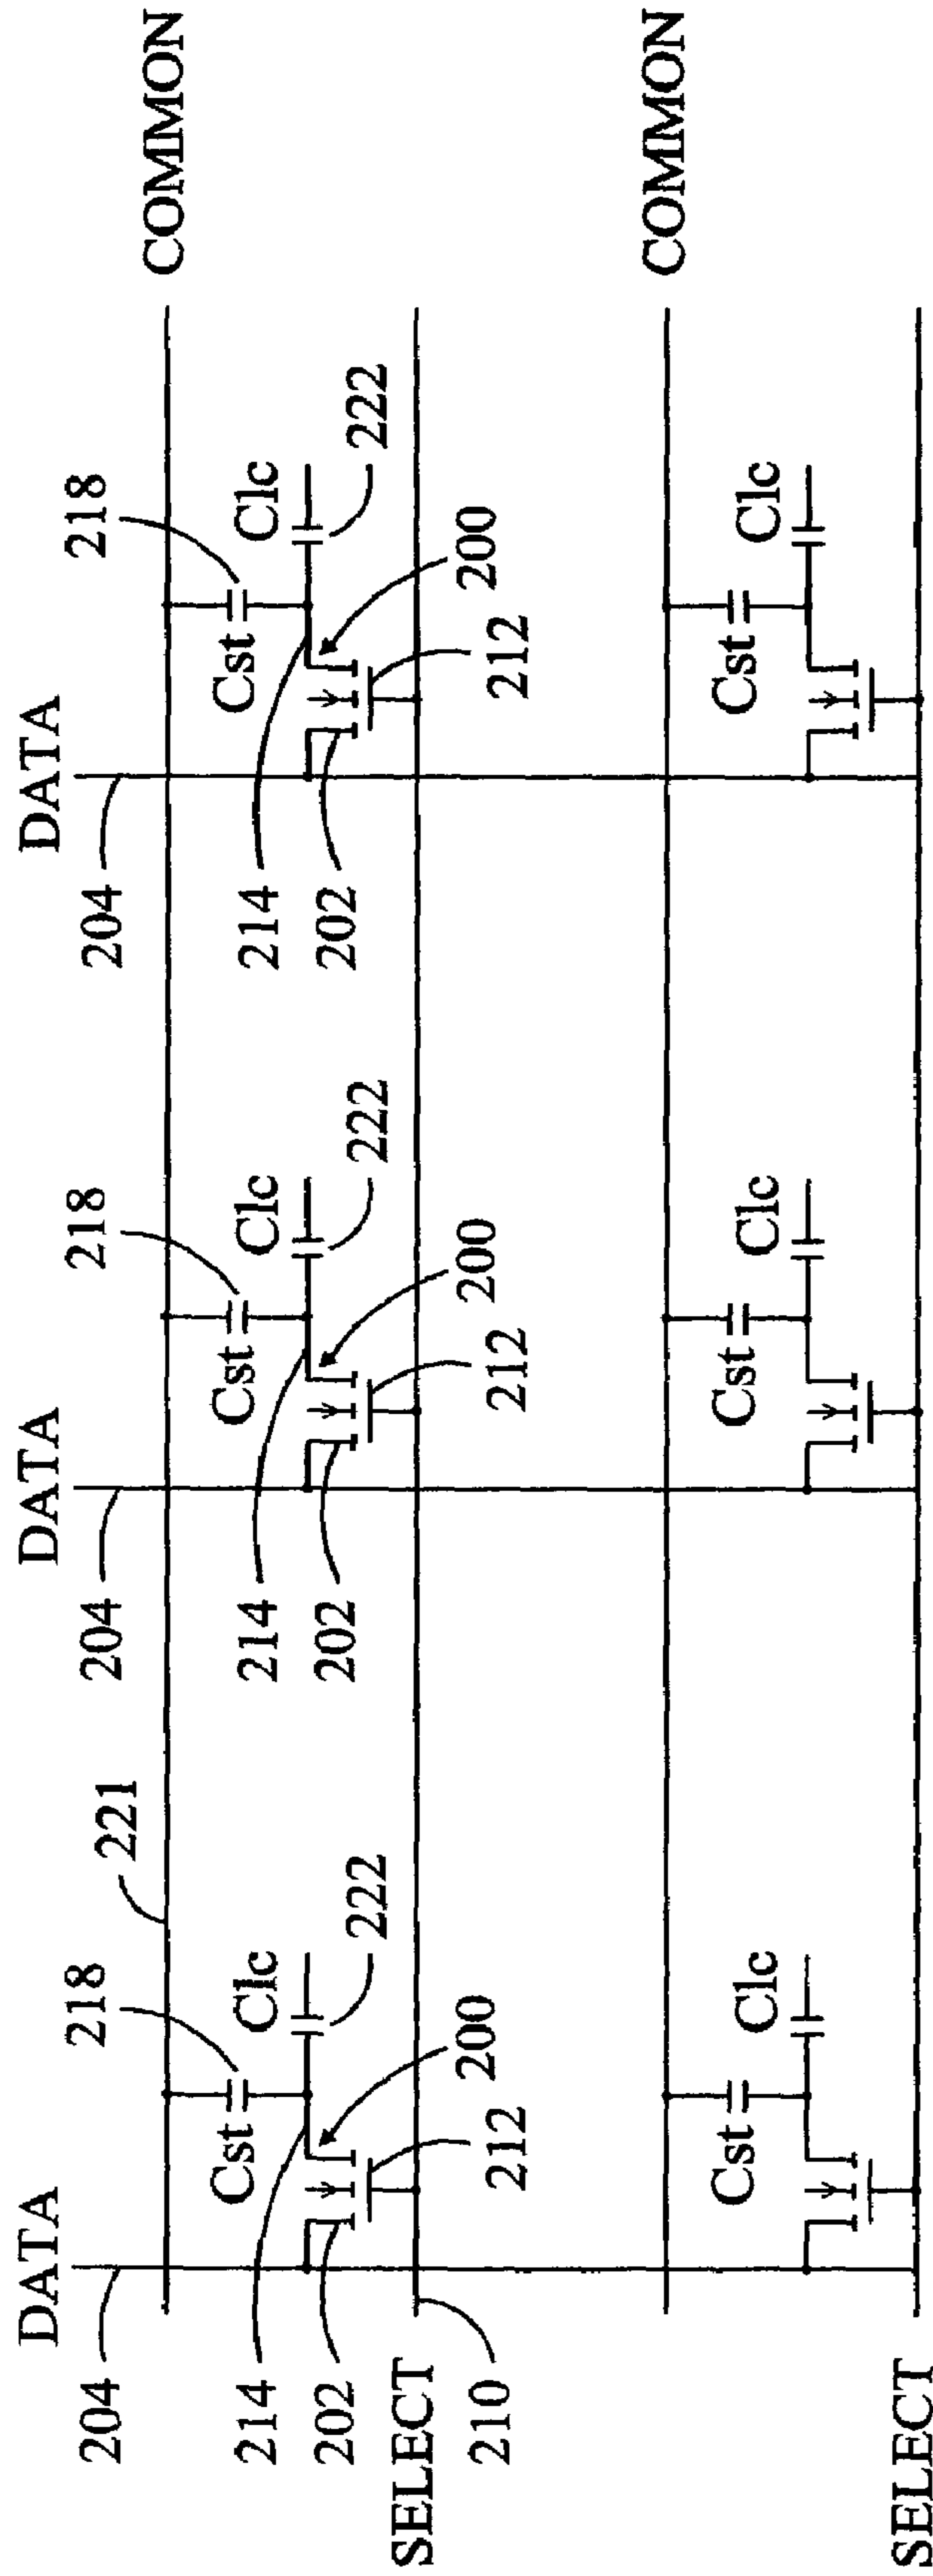 DATA
DATA
DATA
204
218
221
204
218
204
218
COMMON
Cst
Clc
Cst
Clc
Cst
Clc
214
214
214
202
222
202
222
202
222
SELECT
200
200
200
210
212
212
212
COMMON
Cst
Clc
Cst
Clc
Cst
Clc
SELECT